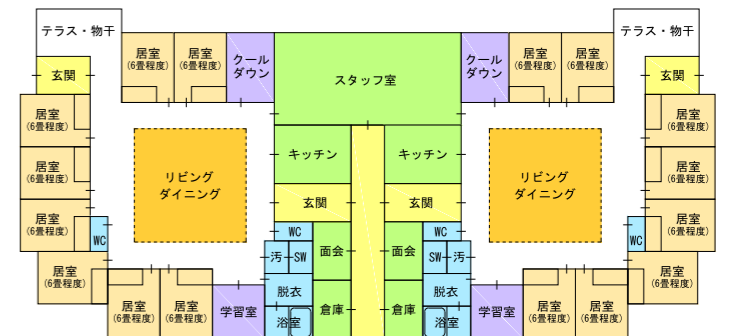 テラス・物干
テラス・物干
居室
(6畳程度)
居室
(6畳程度)
クール
ダウン
スタッフ室
クール
ダウン
居室
(6畳程度)
居室
(6畳程度)
玄関
玄関
居室
(6畳程度)
居室
(6畳程度)
キッチン
キッチン
居室
(6畳程度)
リビング
ダイニング
リビング
ダイニング
居室
(6畳程度)
居室
(6畳程度)
玄関
玄関
居室
(6畳程度)
WC
WC
WC
WC
汚
SW
面会
面会
SW
汚
居室
(6畳程度)
居室
(6畳程度)
居室
(6畳程度)
居室
(6畳程度)
学習室
脱衣
浴室
倉庫
倉庫
脱衣
浴室
学習室
居室
(6畳程度)
居室
(6畳程度)